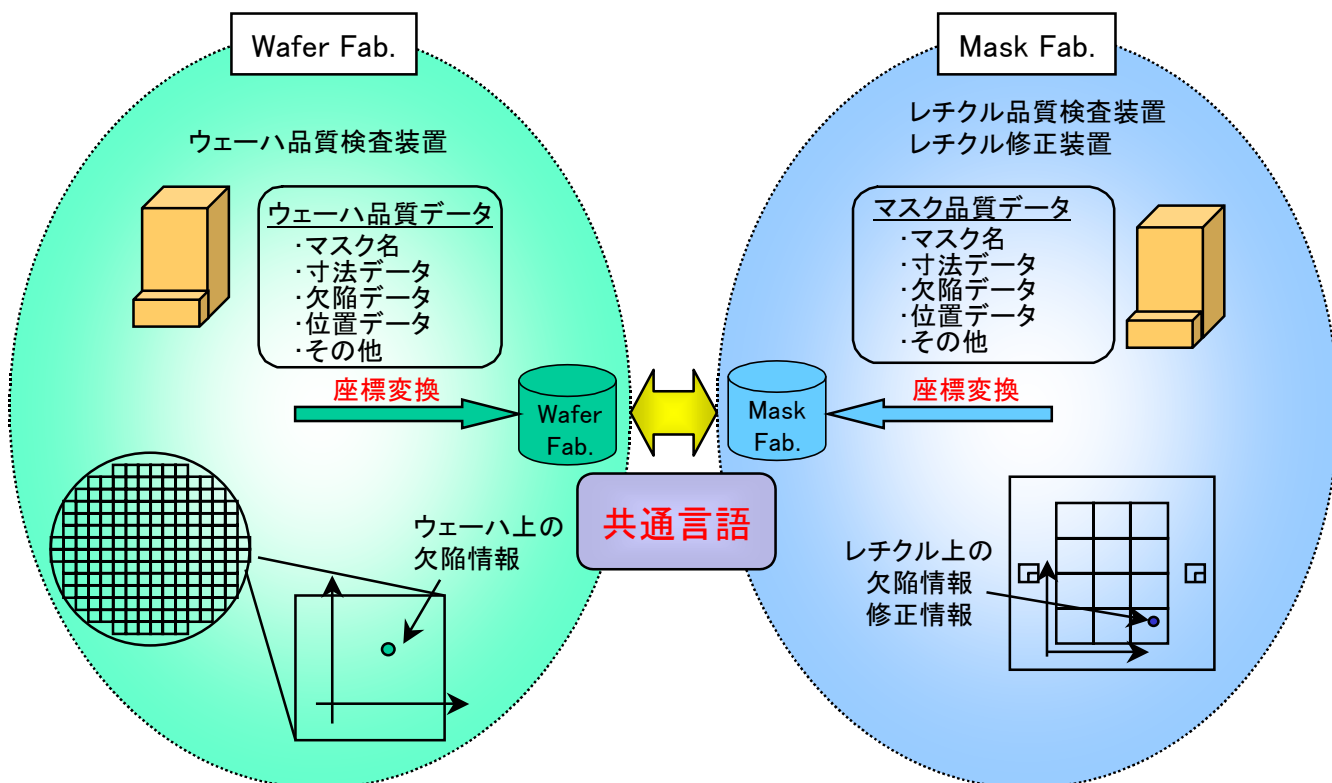 Wafer Fab.
ウェーハ品質検査装置
ウェーハ品質データ
・マスク名
・寸法データ
・欠陥データ
・位置データ
・その他
座標変換
Wafer
Fab.
ウェーハ上の
欠陥情報
共通言語
Mask Fab.
レチクル品質検査装置
レチクル修正装置
マスク品質データ
・マスク名
・寸法データ
・欠陥データ
・位置データ
・その他
座標変換
Mask
Fab.
レチクル上の
欠陥情報
修正情報